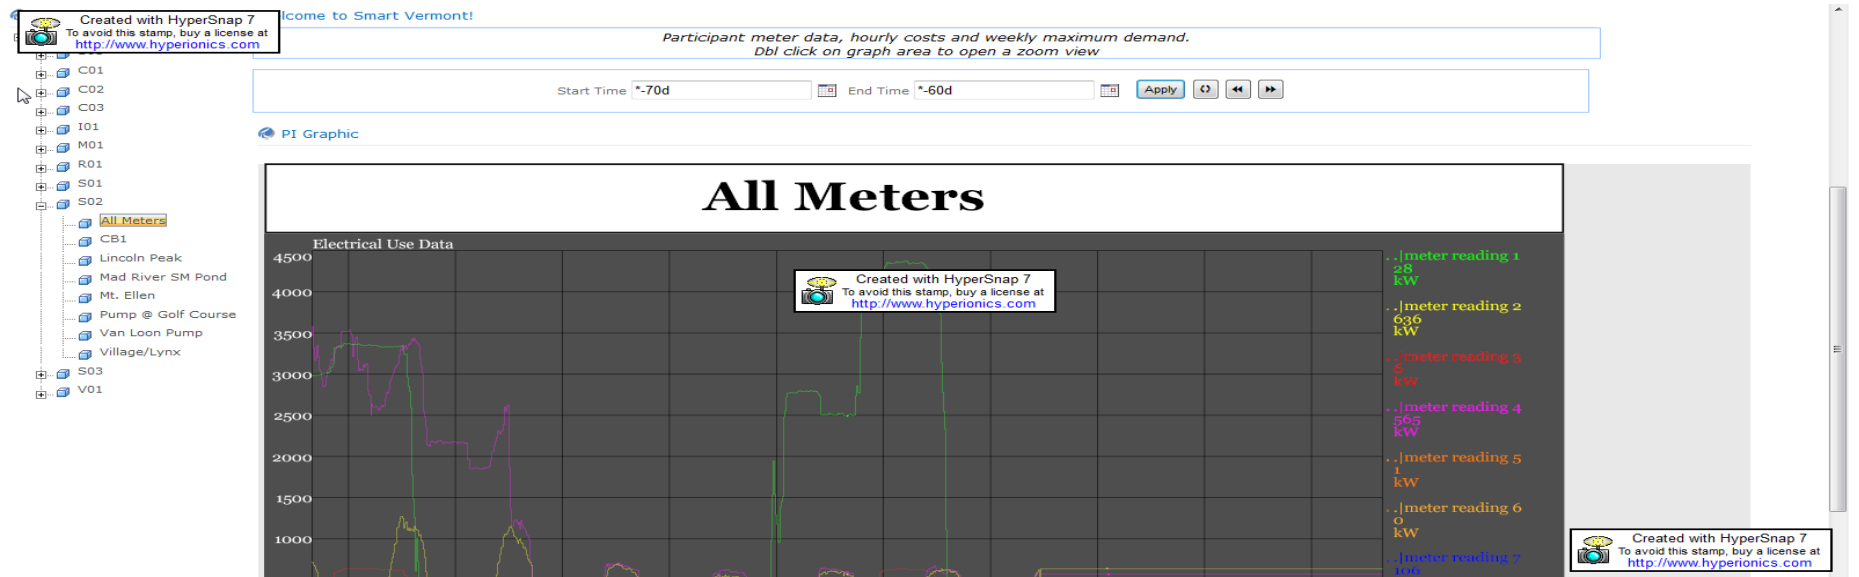 Created with HyperSnap 7
To avoid this stamp, buy a license at
http://www.hyperionics.com
lcome to Smart Vermont!
Participant meter data, hourly costs and weekly maximum demand.
Dbl click on graph area to open a zoom view
Start Time *-70d End Time *-60d Apply
C01
C02
C03
I01
M01
R01
S01
S02
All Meters
CB1
Lincoln Peak
Mad River SM Pond
Mt. Ellen
Pump @ Golf Course
Van Loon Pump
Village/Lynx
S03
V01
PI Graphic
All Meters
Electrical Use Data
4500
4000
3500
3000
2500
2000
1500
1000
Created with HyperSnap 7
To avoid this stamp, buy a license at
http://www.hyperionics.com
. .|meter reading 1
28
kW
. .|meter reading 2
636
kW
. .|meter reading 3
6
kW
. .|meter reading 4
565
kW
. .|meter reading 5
1
kW
. .|meter reading 6
0
kW
. .|meter reading 7
106
Created with HyperSnap 7
To avoid this stamp, buy a license at
http://www.hyperionics.com